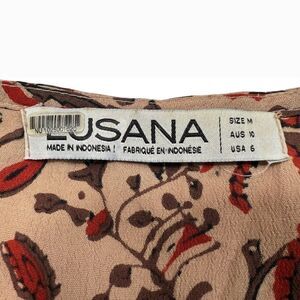 LUSANA
MADE IN INDONESIA / FABRIQUÉ EN INDONÉSIE
SIZE M
AUS 10
USA 6